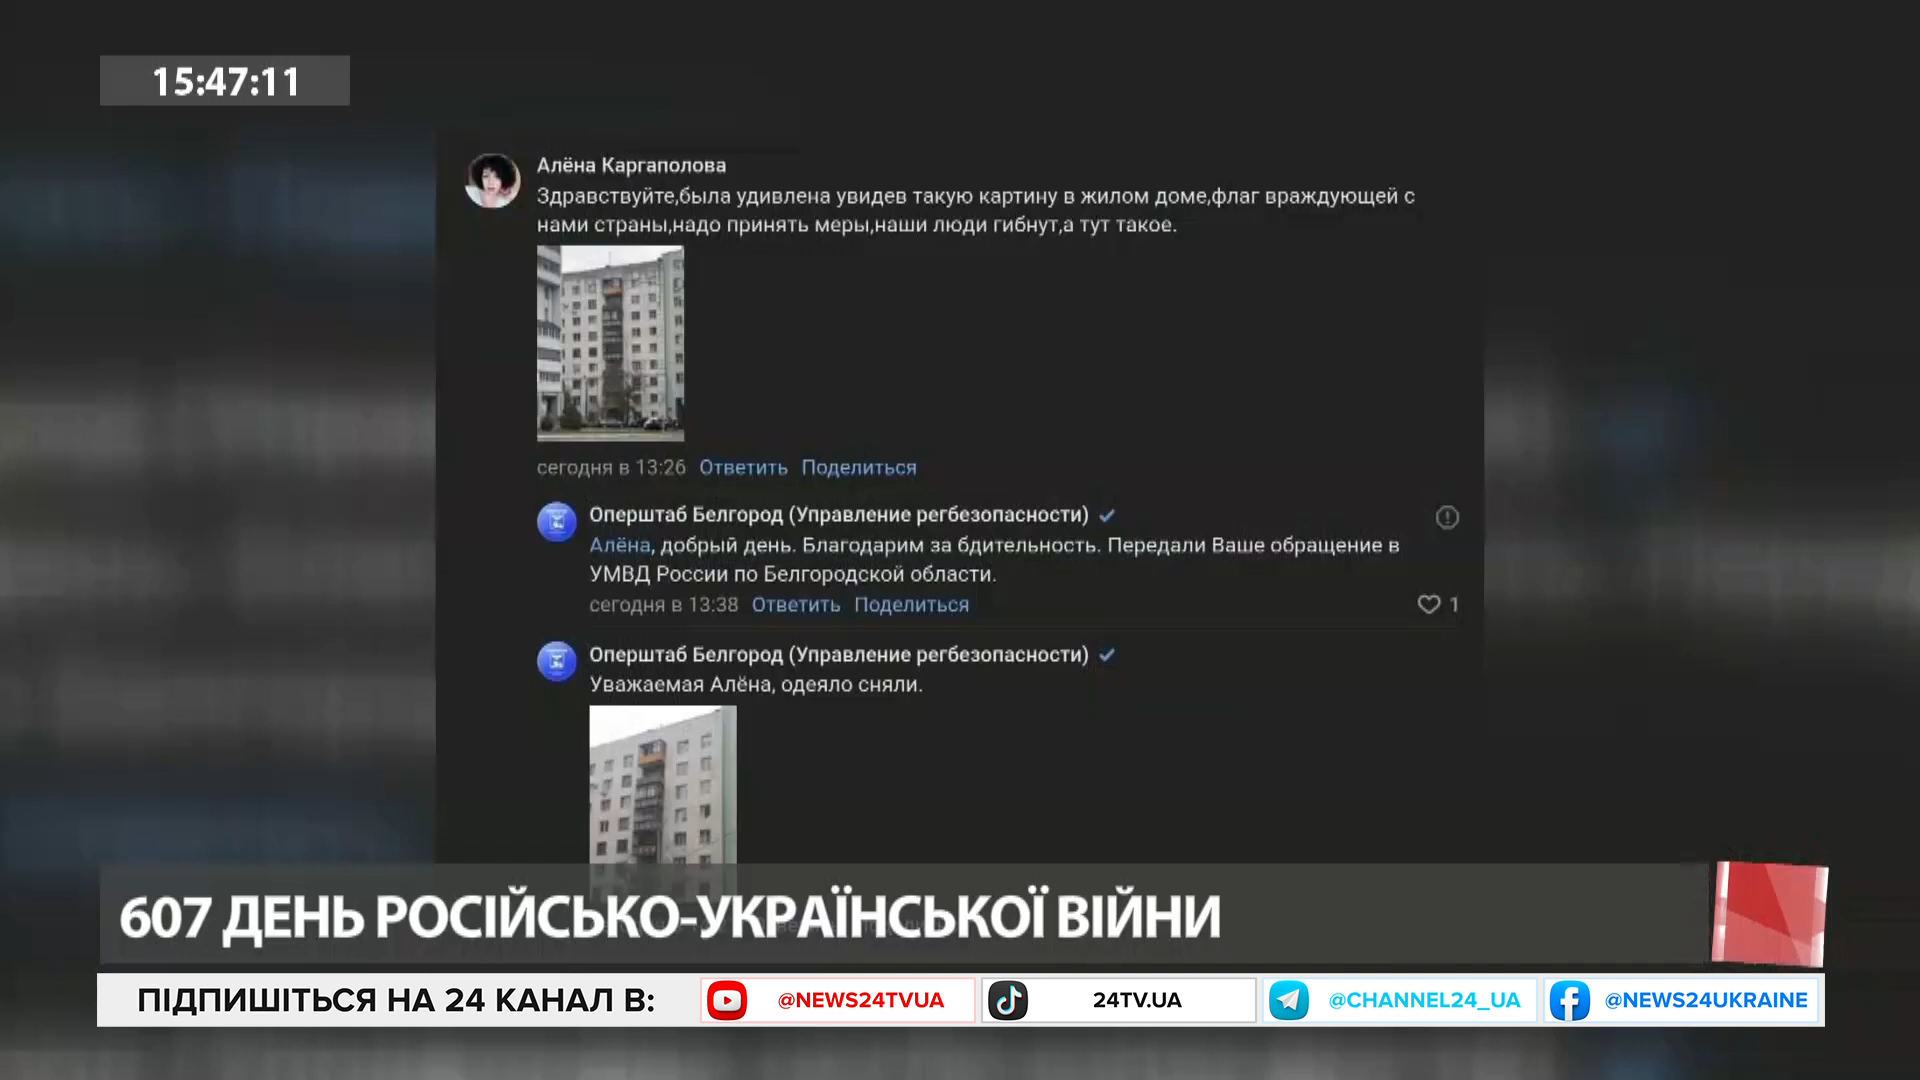 15:47:11
Алёна Каргаполова
Здравствуйте,была удивлена увидев такую картину в жилом доме,флаг враждующей с
нами страны,надо принять меры,наши люди гибнут,а тут такое.
сегодня в 13:26 Ответить Поделиться
Оперштаб Белгород (Управление регбезопасности)
Алёна, добрый день. Благодарим за бдительность. Передали Ваше обращение в
УМВД России по Белгородской области.
сегодня в 13:38 Ответить Поделиться
1
Оперштаб Белгород (Управление регбезопасности)
Уважаемая Алёна, одеяло сняли.
607 ДЕНЬ РОСІЙСЬКО-УКРАЇНСЬКОЇ ВІЙНИ
ПІДПИШІТЬСЯ НА 24 КАНАЛ В: @NEWS24TVUA 24TV.UA @CHANNEL24_UA @NEWS24UKRAINE